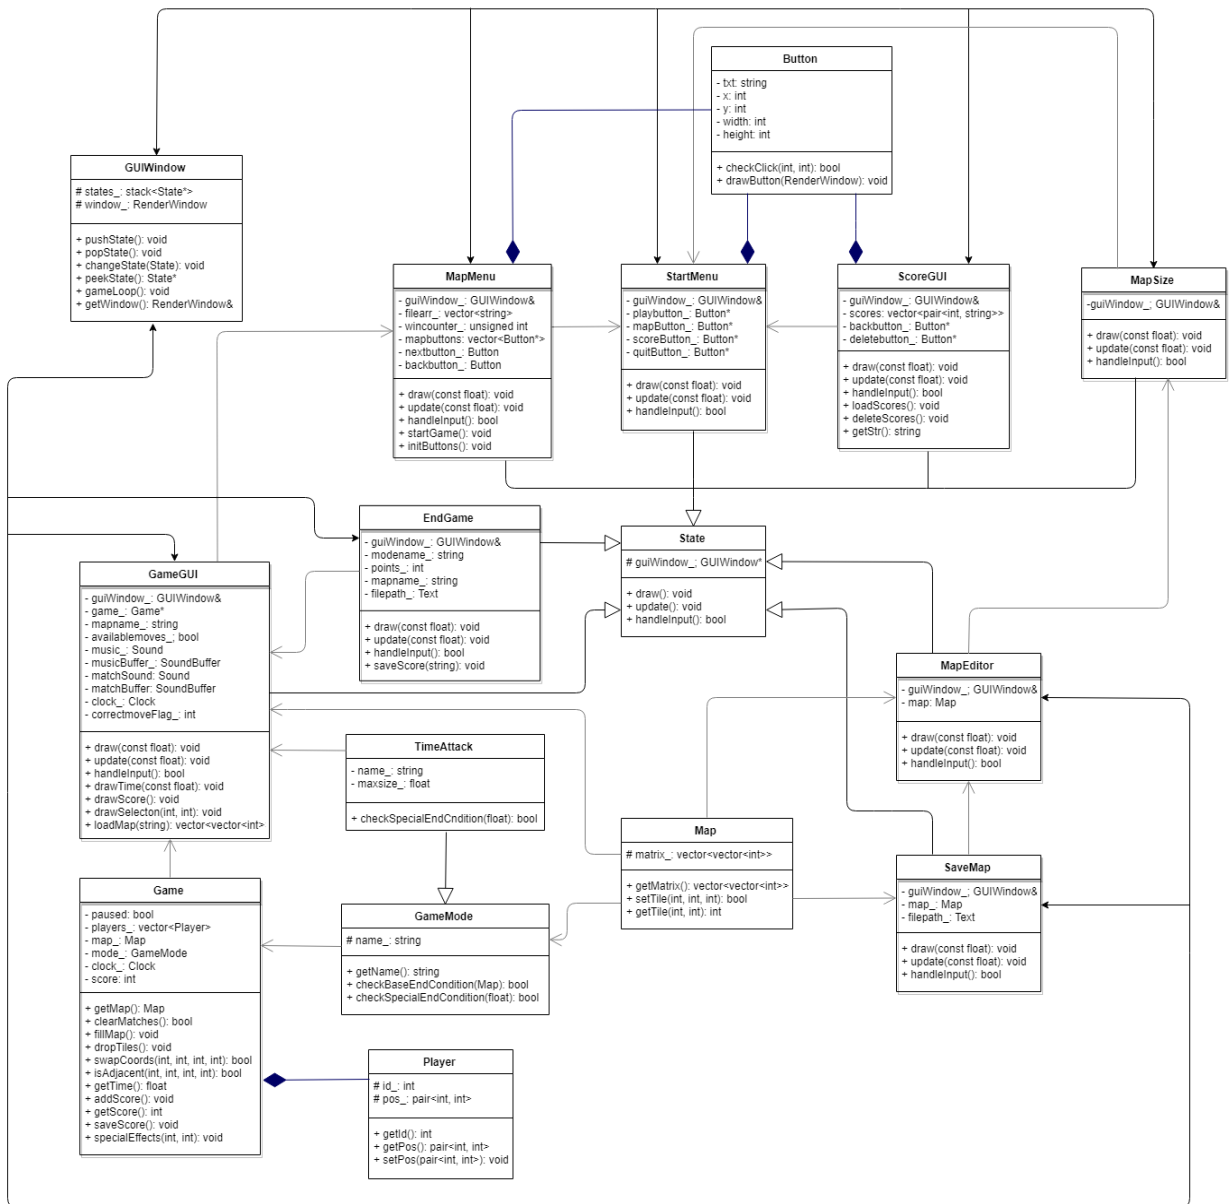 Button
- txt: string
- x: int
- y: int
- width: int
- height: int
+ checkClick(int, int): bool
+ drawButton(RenderWindow): void
GUIWindow
# states_: stack<State*>
# window_: RenderWindow
+ pushState(): void
+ popState(): void
+ changeState(State): void
+ peekState(): State*
+ gameLoop(): void
+ getWindow(): RenderWindow&
MapMenu
- guiWindow_: GUIWindow&
- filearr_: vector<string>
- wincounter_: unsigned int
- mapbuttons: vector<Button*>
- nextbutton_: Button
- backbutton_: Button
+ draw(const float): void
+ update(const float): void
+ handleInput(): bool
+ startGame(): void
+ initButtons(): void
StartMenu
- guiWindow_: GUIWindow&
- playbutton_: Button*
- mapButton_: Button*
- scoreButton_: Button*
- quitButton_: Button*
+ draw(const float): void
+ update(const float): void
+ handleInput(): bool
ScoreGUI
- guiWindow_: GUIWindow&
- scores: vector<pair<int, string>>
- backbutton_: Button*
- deletebutton_: Button*
+ draw(const float): void
+ update(const float): void
+ handleInput(): bool
+ loadScores(): void
+ deleteScores(): void
+ getStr(): string
MapSize
-guiWindow_; GUIWindow&
+ draw(const float): void
+ update(const float): void
+ handleInput(): bool
EndGame
- guiWindow_: GUIWindow&
- modename_: string
- points_: int
- mapname_: string
- filepath_: Text
+ draw(const float): void
+ update(const float): void
+ handleInput(): bool
+ saveScore(string): void
State
# guiWindow_; GUIWindow*
+ draw(): void
+ update(): void
+ handleInput(): bool
GameGUI
- guiWindow_: GUIWindow&
- game_: Game*
- mapname_: string
- availablemoves_; bool
- music_: Sound
- musicBuffer_: SoundBuffer
- matchSound: Sound
- matchBuffer: SoundBuffer
- clock_: Clock
- correctmoveFlag_: int
+ draw(const float): void
+ update(const float): void
+ handleInput(): bool
+ drawTime(const float): void
+ drawScore(): void
+ drawSelecton(int, int): void
+ loadMap(string): vector<vector<int>
MapEditor
- guiWindow_; GUIWindow&
- map: Map
+ draw(const float): void
+ update(const float): void
+ handleInput(): bool
TimeAttack
- name_: string
- maxsize_: float
+ checkSpecialEndCndition(float): bool
Map
# matrix_: vector<vector<int>>
+ getMatrix(): vector<vector<int>>
+ setTile(int, int, int): bool
+ getTile(int, int): int
SaveMap
- guiWindow_: GUIWindow&
- map_: Map
- filepath_: Text
+ draw(const float): void
+ update(const float): void
+ handleInput(): bool
Game
- paused: bool
- players_: vector<Player>
- map_: Map
- mode_: GameMode
- clock_: Clock
- score: int
+ getMap(): Map
+ clearMatches(): bool
+ fillMap(): void
+ dropTiles(): void
+ swapCoords(int, int, int, int): bool
+ isAdjacent(int, int, int, int): bool
+ getTime(): float
+ addScore(): void
+ getScore(): int
+ saveScore(): void
+ specialEffects(int, int): void
GameMode
# name_: string
+ getName(): string
+ checkBaseEndCondition(Map): bool
+ checkSpecialEndCondition(float): bool
Player
# id_: int
# pos_: pair<int, int>
+ getId(): int
+ getPos(): pair<int, int>
+ setPos(pair<int, int>): void